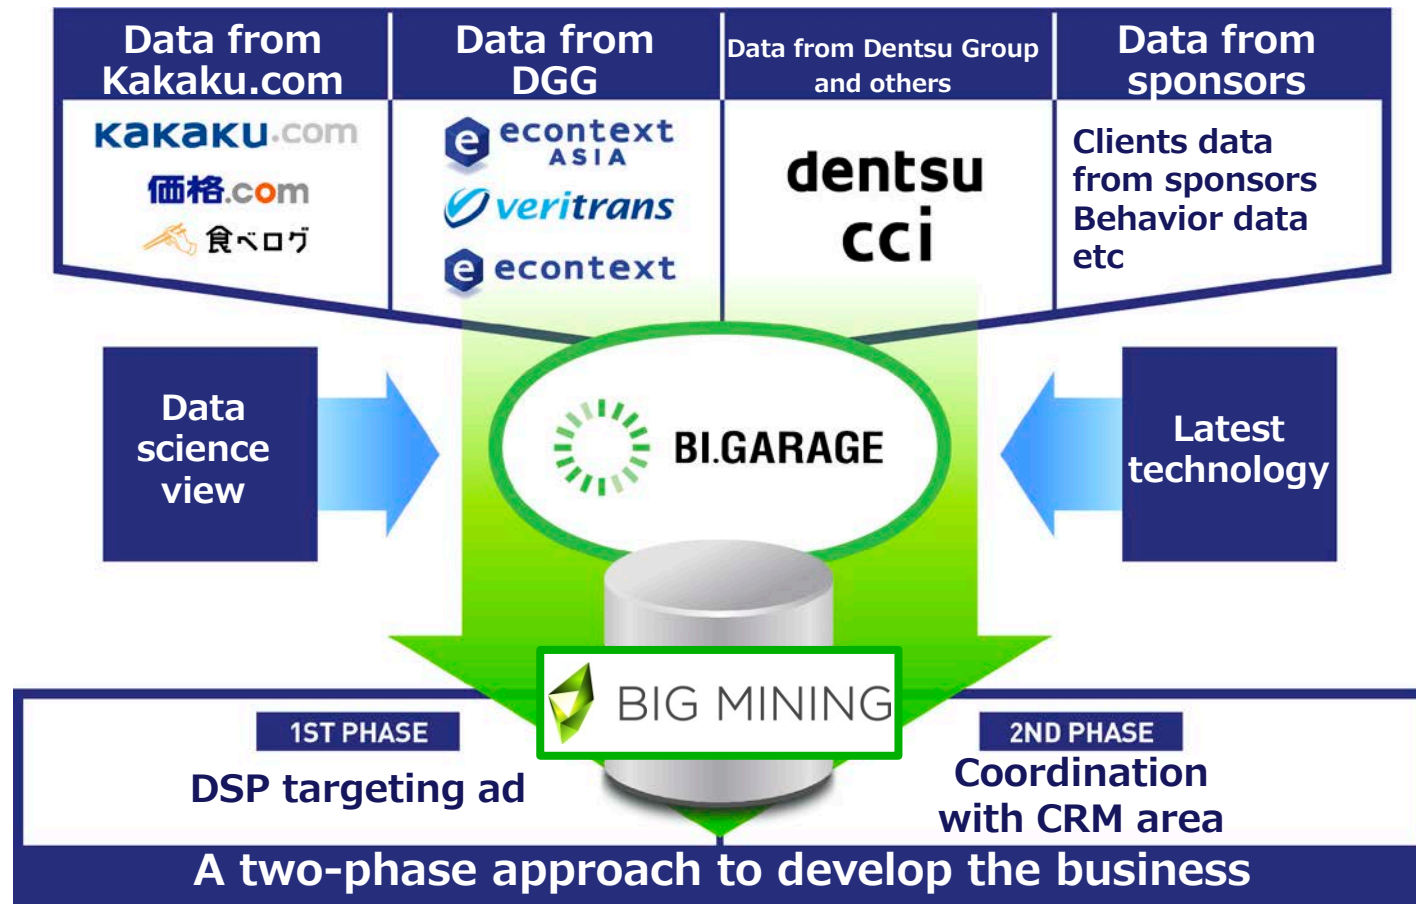 Data from
Kakaku.com
Data from
DGG
Data from Dentsu Group
and others
Data from
sponsors
KaKaKU.com
価格.com
食べログ
e econtext
ASIA
veritrans
e econtext
dentsu
cci
Clients data
from sponsors
Behavior data
etc
Data
science
view
BI.GARAGE
Latest
technology
BIG MINING
1ST PHASE
DSP targeting ad
2ND PHASE
Coordination
with CRM area
A two-phase approach to develop the business